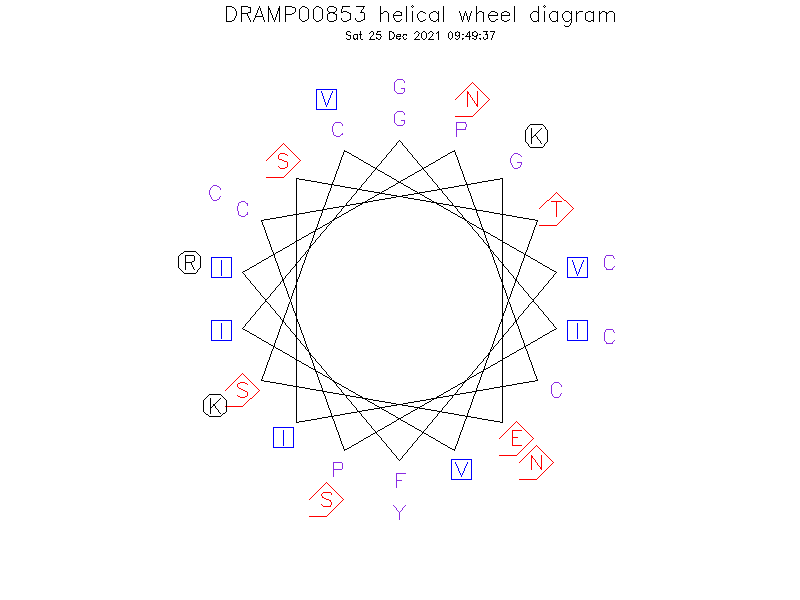 DRAMP00853 helical wheel diagram
Sat 25 Dec 2021 09:49:37
G
V N
G
C P K
S G
C
C T
R I V C
I I C
S C
K
I E
P V N
F
S
Y